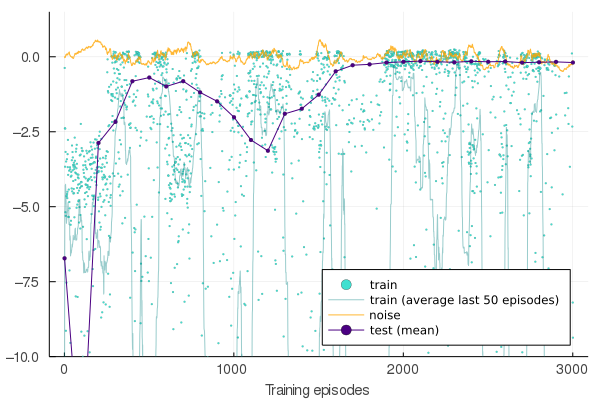 0.0
−2.5
−5.0
−7.5
−10.0
0
1000
2000
3000
Training episodes
train
train (average last 50 episodes)
noise
test (mean)